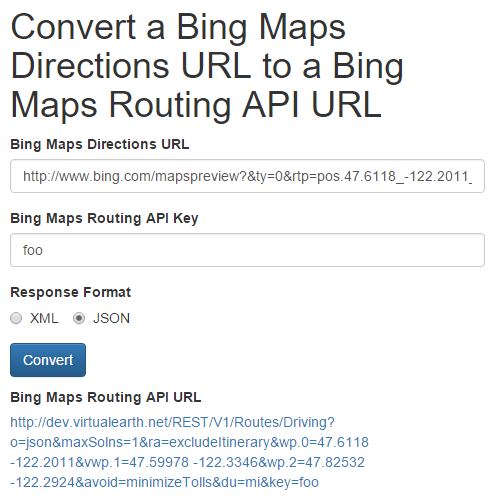 Convert a Bing Maps
Directions URL to a Bing
Maps Routing API URL
Bing Maps Directions URL
http://www.bing.com/mapspreview?&ty=0&rtp=pos.47.6118_-122.2011_
Bing Maps Routing API Key
foo
Response Format
XML JSON
Convert
Bing Maps Routing API URL
http://dev.virtualearth.net/REST/V1/Routes/Driving?
o=json&maxSolns=1&ra=excludeItinerary&wp.0=47.6118
-122.2011&vwp.1=47.59978 -122.3346&wp.2=47.82532
-122.2924&avoid=minimizeTolls&du=mi&key=foo